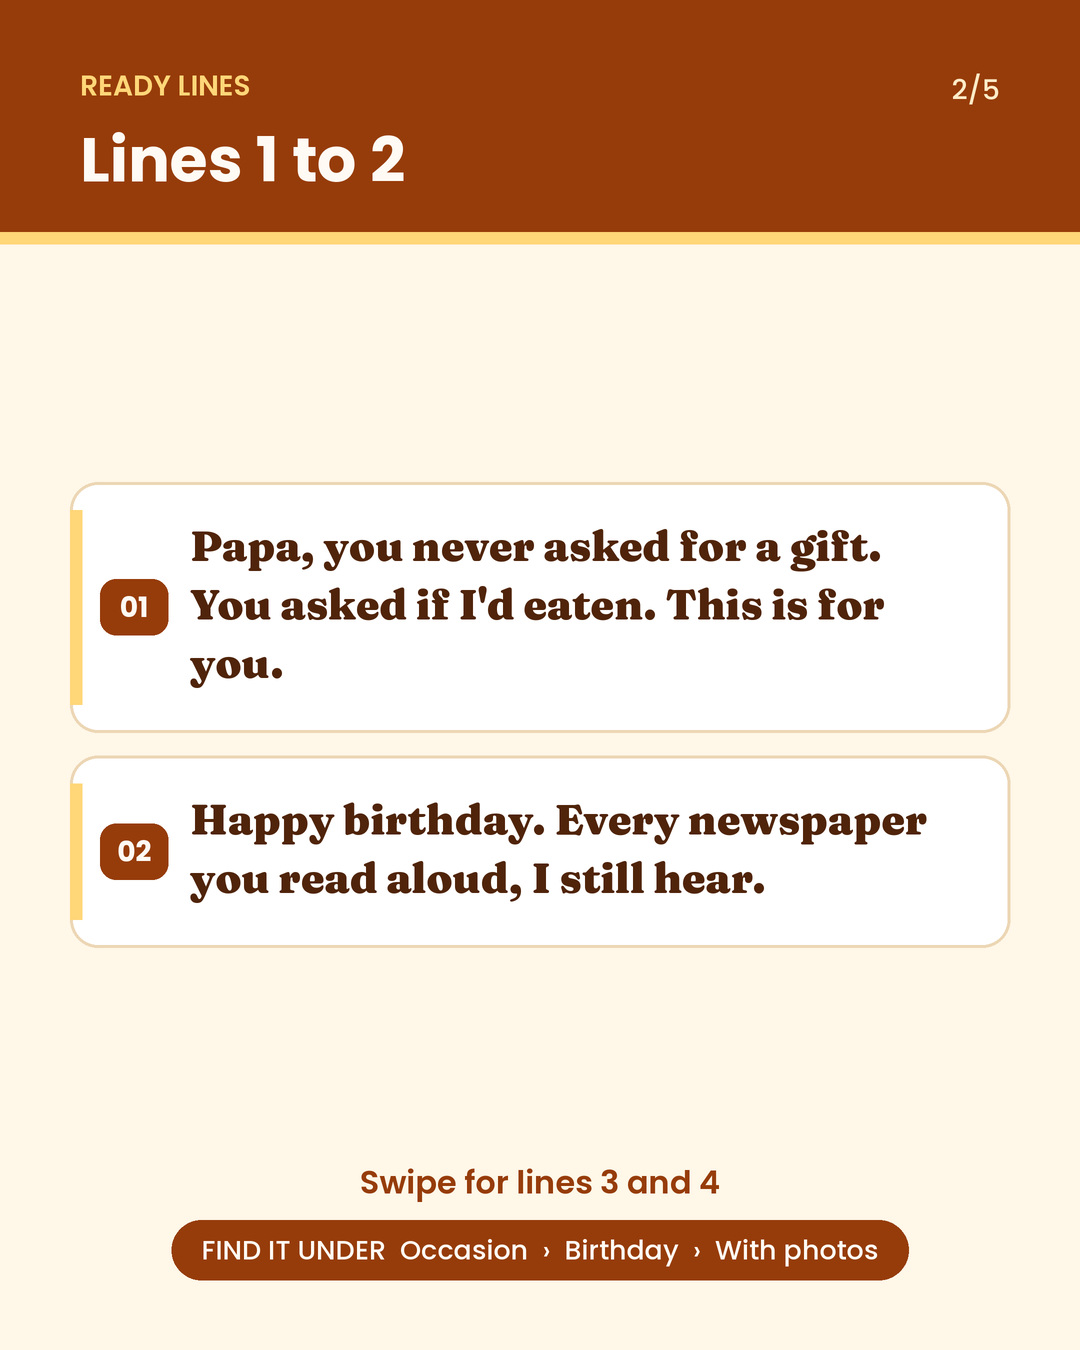 READY LINES
2/5
Lines 1 to 2
01
Papa, you never asked for a gift.
You asked if I'd eaten. This is for
you.
02
Happy birthday. Every newspaper
you read aloud, I still hear.
Swipe for lines 3 and 4
FIND IT UNDER Occasion › Birthday › With photos